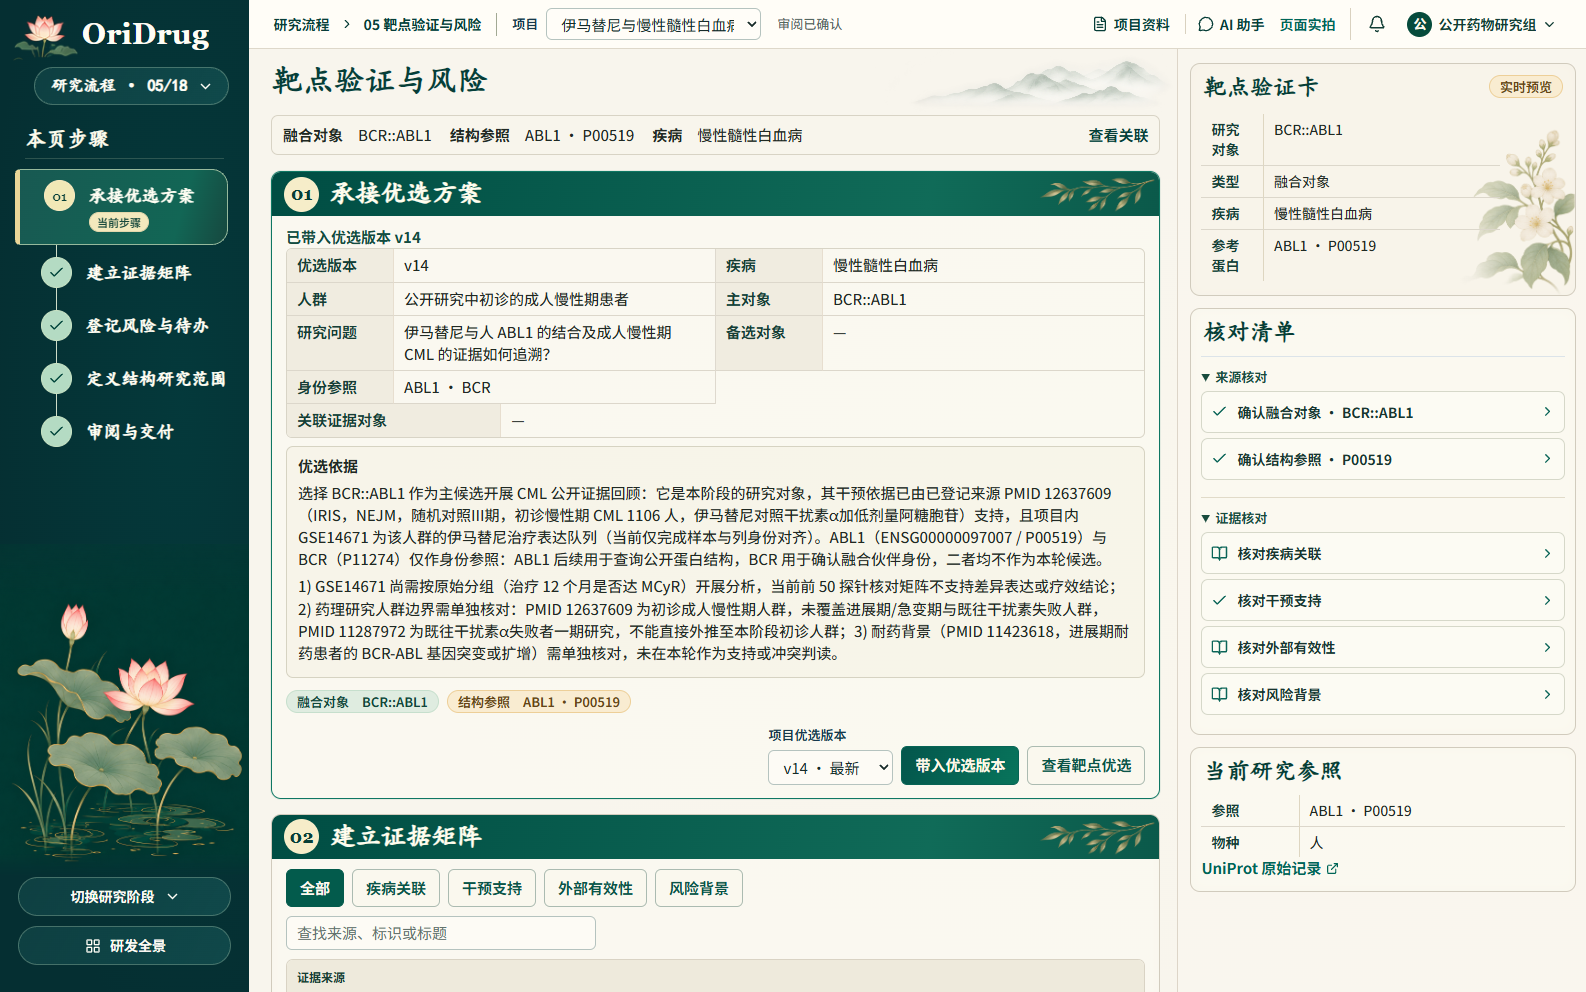 OriDrug
研究流程 • 05/18
本页步骤
01 承接优选方案
当前步骤
建立证据矩阵
登记风险与待办
定义结构研究范围
审阅与交付
切换研究阶段
研发全景
研究流程 > 05 靶点验证与风险 项目 伊马替尼与慢性髓性白血病 审阅已确认
项目资料 AI 助手 页面实拍 公 公开药物研究组
靶点验证与风险
融合对象 BCR::ABL1 结构参照 ABL1 • P00519 疾病 慢性髓性白血病 查看关联
01 承接优选方案
已带入优选版本 v14
优选版本 v14 疾病 慢性髓性白血病
人群 公开研究中初诊的成人慢性期患者 主对象 BCR::ABL1
研究问题 伊马替尼与人 ABL1 的结合及成人慢性期 备选对象 —
CML 的证据如何追溯？
身份参照 ABL1 • BCR
关联证据对象 —
优选依据
选择 BCR::ABL1 作为主候选开展 CML 公开证据回顾：它是本阶段的研究对象，其干预依据已由已登记来源 PMID 12637609
（IRIS，NEJM，随机对照III期，初诊慢性期 CML 1106 人，伊马替尼对照干扰素α加低剂量阿糖胞苷）支持，且项目内
GSE14671 为该人群的伊马替尼治疗表达队列（当前仅完成样本与列身份对齐）。ABL1（ENSG00000097007 / P00519）与
BCR（P11274）仅作身份参照：ABL1 后续用于查询公开蛋白结构，BCR 用于确认融合伙伴身份，二者均不作为本轮候选。
1) GSE14671 尚需按原始分组（治疗 12 个月是否达 MCyR）开展分析，当前前 50 探针核对矩阵不支持差异表达或疗效结论；
2) 药理研究人群边界需单独核对：PMID 12637609 为初诊成人慢性期人群，未覆盖进展期/急变期与既往干扰素失败人群，
PMID 11287972 为既往干扰素α失败者一期研究，不能直接外推至本阶段初诊人群；3) 耐药背景（PMID 11423618，进展期耐
药患者的 BCR-ABL 基因突变或扩增）需单独核对，未在本轮作为支持或冲突判读。
融合对象 BCR::ABL1 结构参照 ABL1 • P00519
项目优选版本
v14 • 最新 带入优选版本 查看靶点优选
02 建立证据矩阵
全部 疾病关联 干预支持 外部有效性 风险背景
查找来源、标识或标题
证据来源
靶点验证卡 实时预览
研究 BCR::ABL1
对象
类型 融合对象
疾病 慢性髓性白血病
参考 ABL1 • P00519
蛋白
核对清单
来源核对
确认融合对象 • BCR::ABL1
确认结构参照 • P00519
证据核对
核对疾病关联
核对干预支持
核对外部有效性
核对风险背景
当前研究参照
参照 ABL1 • P00519
物种 人
UniProt 原始记录